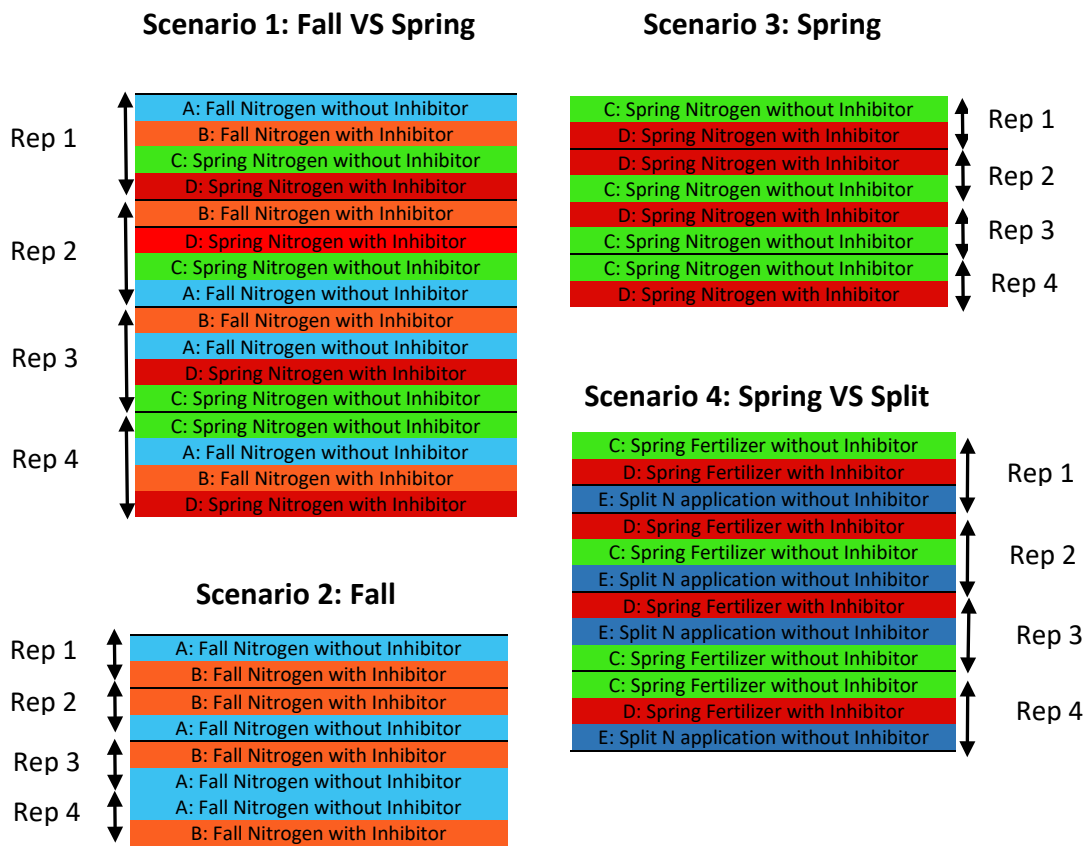 Scenario 1: Fall VS Spring
Rep 1
A: Fall Nitrogen without Inhibitor
B: Fall Nitrogen with Inhibitor
C: Spring Nitrogen without Inhibitor
D: Spring Nitrogen with Inhibitor
Rep 2
B: Fall Nitrogen with Inhibitor
D: Spring Nitrogen with Inhibitor
C: Spring Nitrogen without Inhibitor
A: Fall Nitrogen without Inhibitor
Rep 3
B: Fall Nitrogen with Inhibitor
A: Fall Nitrogen without Inhibitor
D: Spring Nitrogen with Inhibitor
C: Spring Nitrogen without Inhibitor
Rep 4
C: Spring Nitrogen without Inhibitor
A: Fall Nitrogen without Inhibitor
B: Fall Nitrogen with Inhibitor
D: Spring Nitrogen with Inhibitor
Scenario 2: Fall
Rep 1
A: Fall Nitrogen without Inhibitor
B: Fall Nitrogen with Inhibitor
Rep 2
B: Fall Nitrogen with Inhibitor
A: Fall Nitrogen without Inhibitor
Rep 3
B: Fall Nitrogen with Inhibitor
A: Fall Nitrogen without Inhibitor
Rep 4
A: Fall Nitrogen without Inhibitor
B: Fall Nitrogen with Inhibitor
Scenario 3: Spring
C: Spring Nitrogen without Inhibitor
D: Spring Nitrogen with Inhibitor
Rep 1
D: Spring Nitrogen with Inhibitor
C: Spring Nitrogen without Inhibitor
Rep 2
D: Spring Nitrogen with Inhibitor
C: Spring Nitrogen without Inhibitor
Rep 3
C: Spring Nitrogen without Inhibitor
D: Spring Nitrogen with Inhibitor
Rep 4
Scenario 4: Spring VS Split
C: Spring Fertilizer without Inhibitor
D: Spring Fertilizer with Inhibitor
E: Split N application without Inhibitor
Rep 1
D: Spring Fertilizer with Inhibitor
C: Spring Fertilizer without Inhibitor
E: Split N application without Inhibitor
Rep 2
D: Spring Fertilizer with Inhibitor
E: Split N application without Inhibitor
C: Spring Fertilizer without Inhibitor
Rep 3
C: Spring Fertilizer without Inhibitor
D: Spring Fertilizer with Inhibitor
E: Split N application without Inhibitor
Rep 4